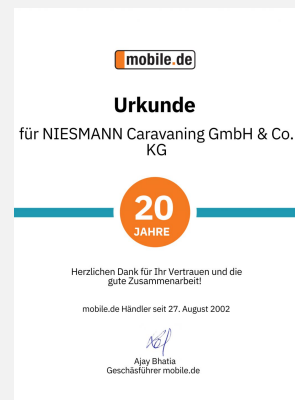 mobile.de
Urkunde
für NIESMANN Caravaning GmbH & Co.
KG
20
JAHRE
Herzlichen Dank für Ihr Vertrauen und die
gute Zusammenarbeit!
mobile.de Händler seit 27. August 2002
Ajay Bhatia
Geschäsführer mobile.de